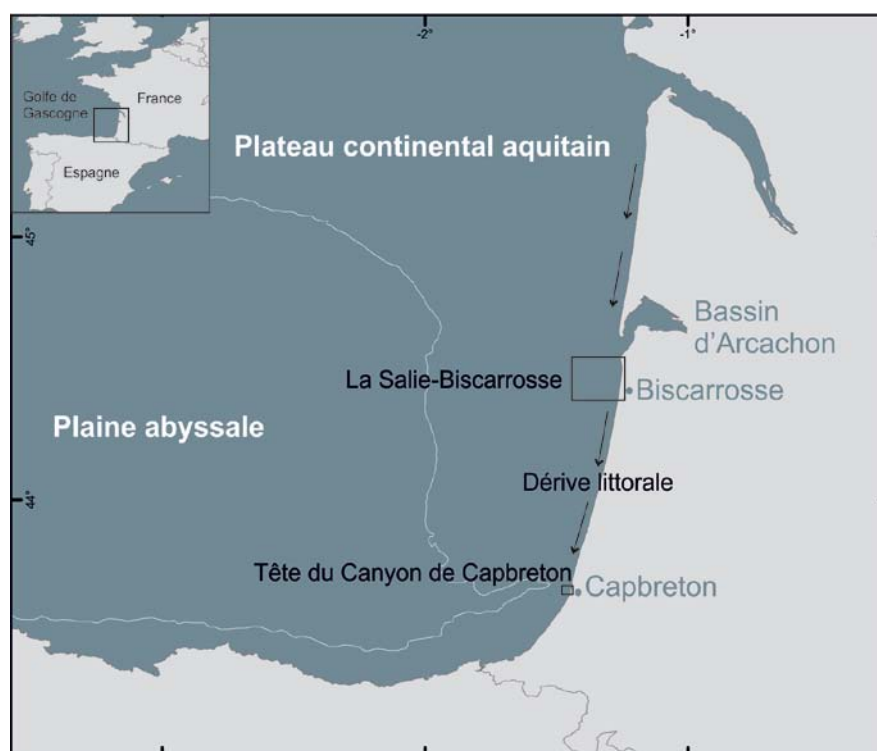 -2°
-1°
Golfe de
Gascogne
France
Espagne
Plateau continental aquitain
45°
Bassin
d'Arcachon
La Salie-Biscarrosse
Biscarrosse
Plaine abyssale
Dérive littorale
44°
Tête du Canyon de Capbreton
Capbreton